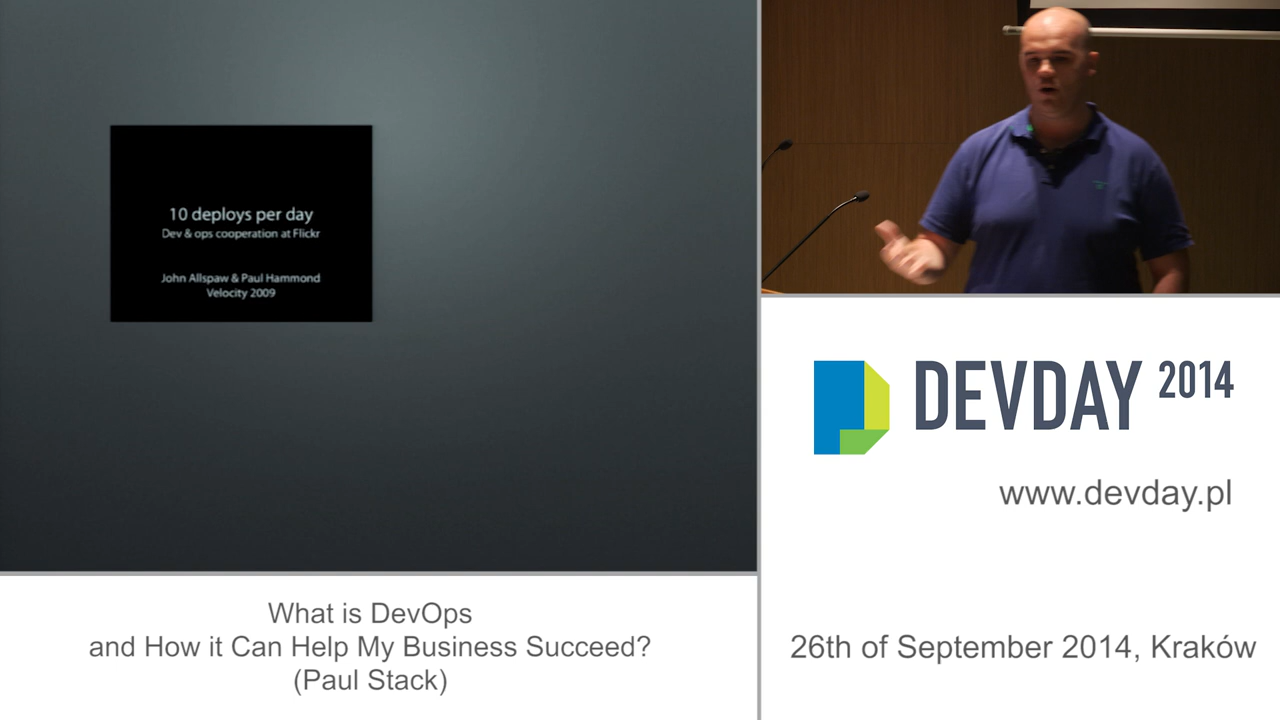 10 deploys per day
Dev & ops cooperation at Flickr
John Allspaw & Paul Hammond
Velocity 2009
What is DevOps
and How it Can Help My Business Succeed?
(Paul Stack)
DEVDAY 2014
www.devday.pl
26th of September 2014, Kraków